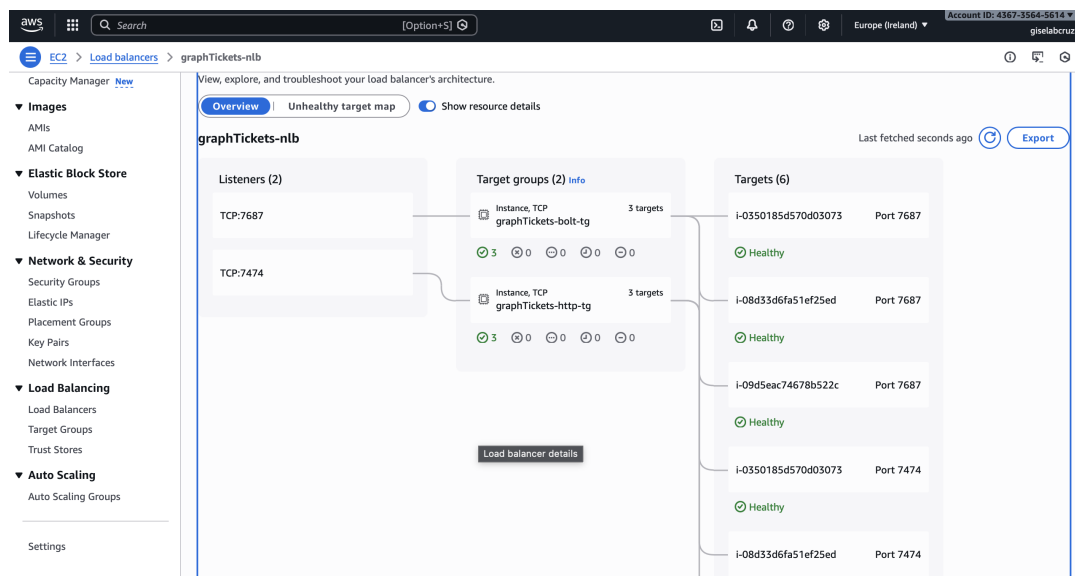 aws
Search
[Option+S]
Europe (Ireland) ▼
Account ID: 4367-3564-5614 ▼
giselabcruz
EC2 > Load balancers > graphTickets-nlb
Capacity Manager New
▼ Images
AMIs
AMI Catalog
▼ Elastic Block Store
Volumes
Snapshots
Lifecycle Manager
▼ Network & Security
Security Groups
Elastic IPs
Placement Groups
Key Pairs
Network Interfaces
▼ Load Balancing
Load Balancers
Target Groups
Trust Stores
▼ Auto Scaling
Auto Scaling Groups
Settings
View, explore, and troubleshoot your load balancer's architecture.
Overview | Unhealthy target map
Show resource details
graphTickets-nlb
Last fetched seconds ago
Export
Listeners (2)
TCP:7687
TCP:7474
Target groups (2) Info
Instance, TCP 3 targets
graphTickets-bolt-tg
3 0 0 0 0
Instance, TCP 3 targets
graphTickets-http-tg
3 0 0 0 0
Load balancer details
Targets (6)
i-0350185d570d03073 Port 7687
Healthy
i-08d33d6fa51ef25ed Port 7687
Healthy
i-09d5eac74678b522c Port 7687
Healthy
i-0350185d570d03073 Port 7474
Healthy
i-08d33d6fa51ef25ed Port 7474